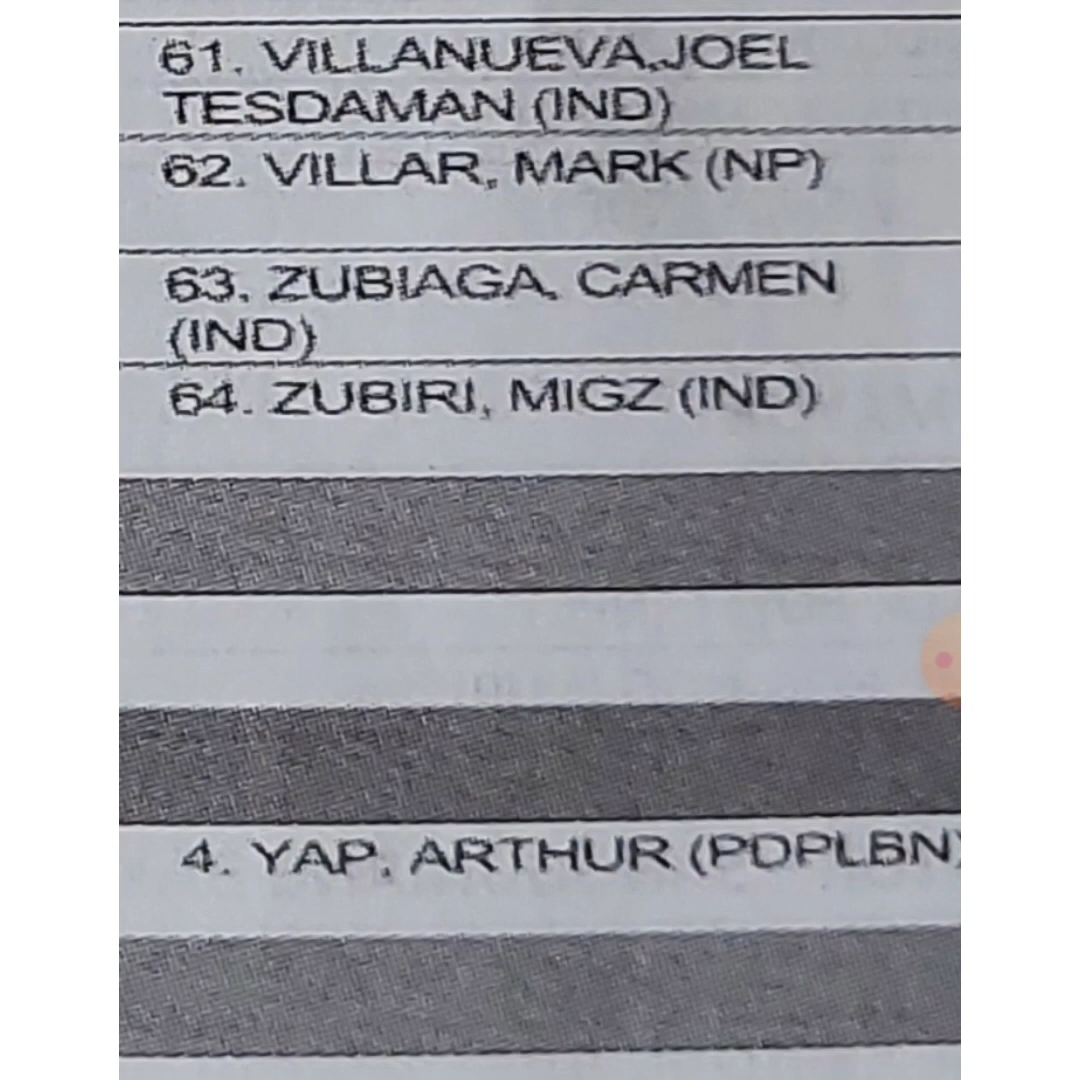 61. VILLANUEVA,JOEL
TESDAMAN (IND)
62. VILLAR, MARK (NP)
63. ZUBIAGA, CARMEN
(IND)
64. ZUBIRI, MIGZ (IND)
4. YAP, ARTHUR (PDPLBN)